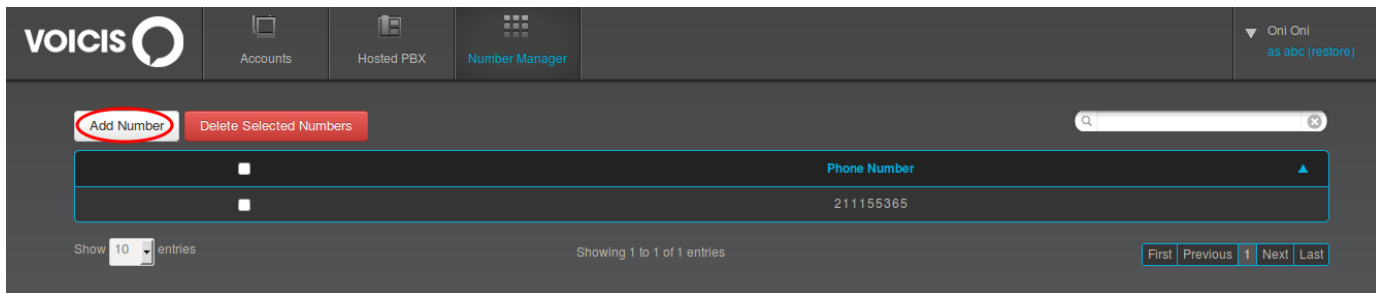 VOICIS
Accounts
Hosted PBX
Number Manager
Oni Oni
as abc (restore)
Add Number
Delete Selected Numbers
Phone Number
211155365
Show 10 entries
Showing 1 to 1 of 1 entries
First Previous 1 Next Last